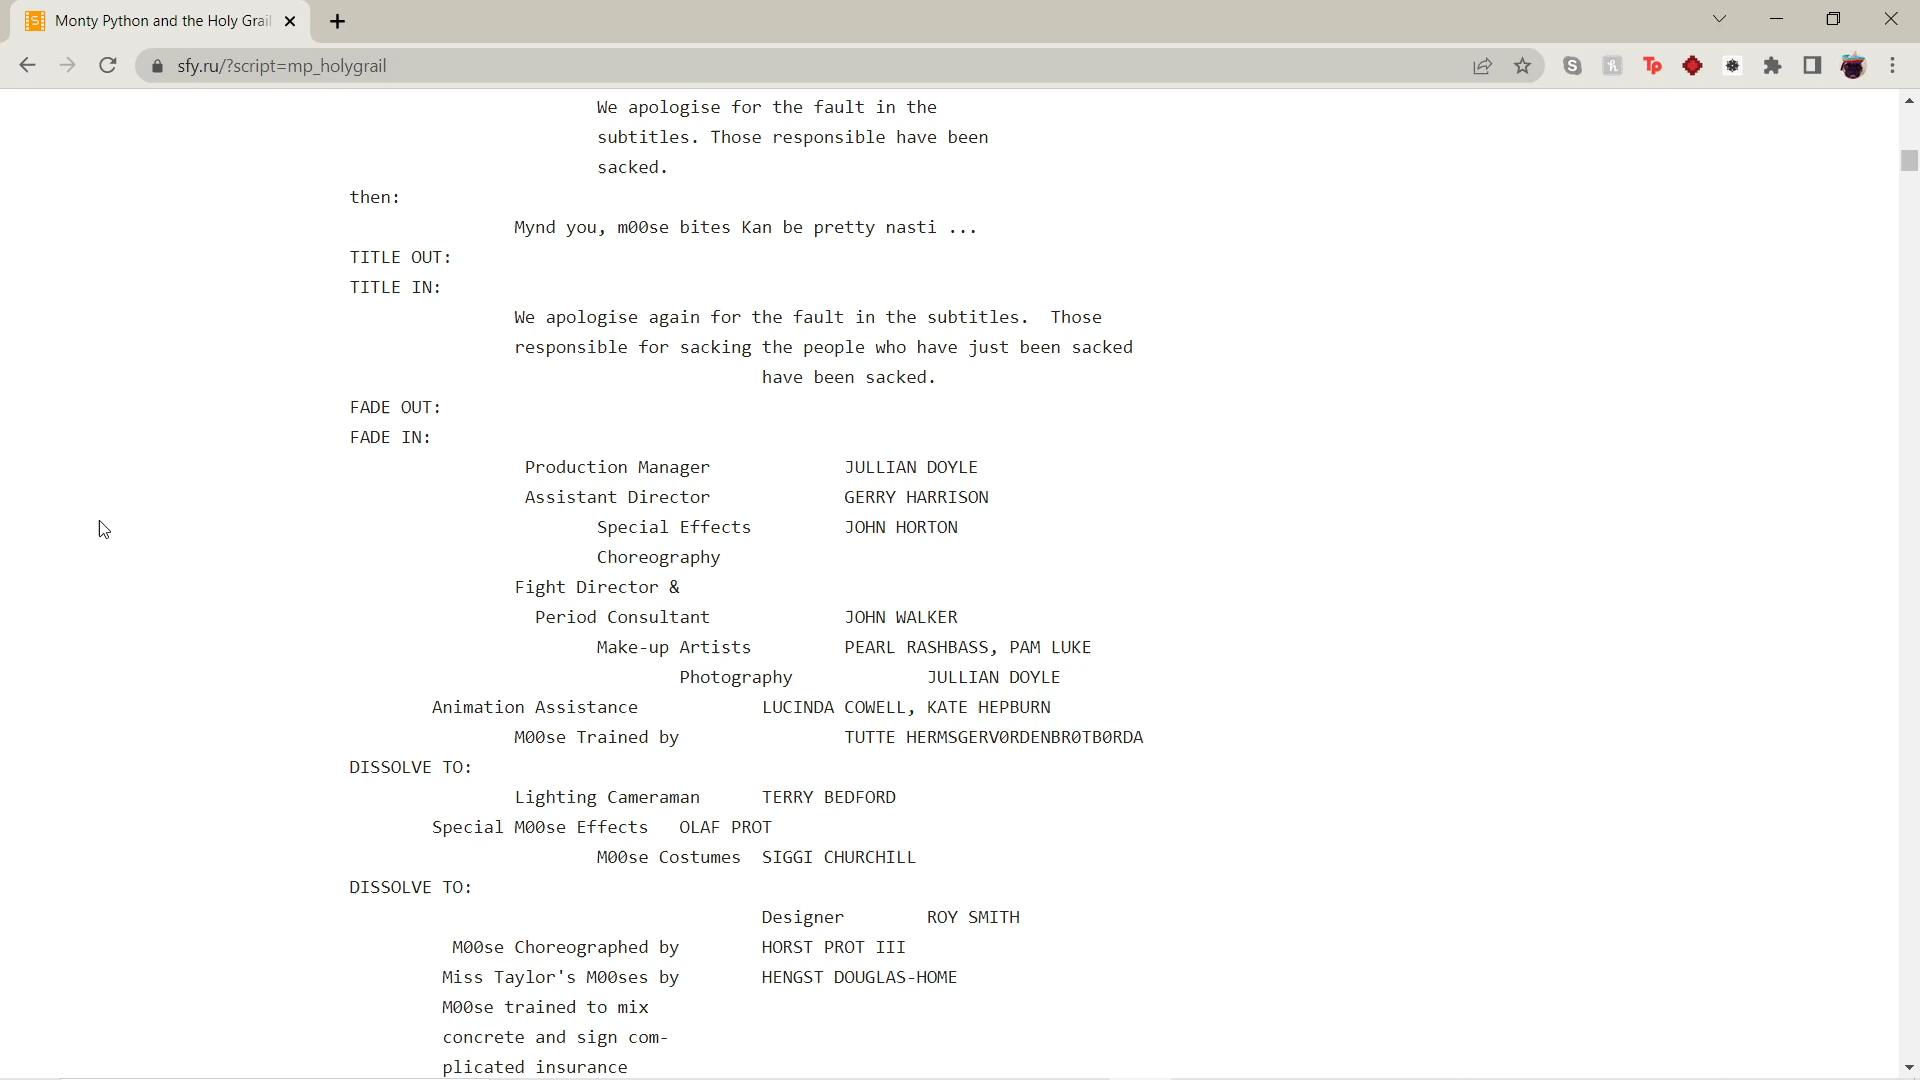 Monty Python and the Holy Grail
sfy.ru/?script=mp_holygrail
We apologise for the fault in the
subtitles. Those responsible have been
sacked.
then:
Mynd you, m00se bites Kan be pretty nasti ...
TITLE OUT:
TITLE IN:
We apologise again for the fault in the subtitles.  Those
responsible for sacking the people who have just been sacked
have been sacked.
FADE OUT:
FADE IN:
Production Manager JULLIAN DOYLE
Assistant Director GERRY HARRISON
Special Effects JOHN HORTON
Choreography
Fight Director &
Period Consultant JOHN WALKER
Make-up Artists PEARL RASHBASS, PAM LUKE
Photography JULLIAN DOYLE
Animation Assistance LUCINDA COWELL, KATE HEPBURN
M00se Trained by TUTTE HERMSGERV0RDENBR0TB0RDA
DISSOLVE TO:
Lighting Cameraman TERRY BEDFORD
Special M00se Effects OLAF PROT
M00se Costumes SIGGI CHURCHILL
DISSOLVE TO:
Designer ROY SMITH
M00se Choreographed by HORST PROT III
Miss Taylor's M00ses by HENGST DOUGLAS-HOME
M00se trained to mix
concrete and sign com-
plicated insurance